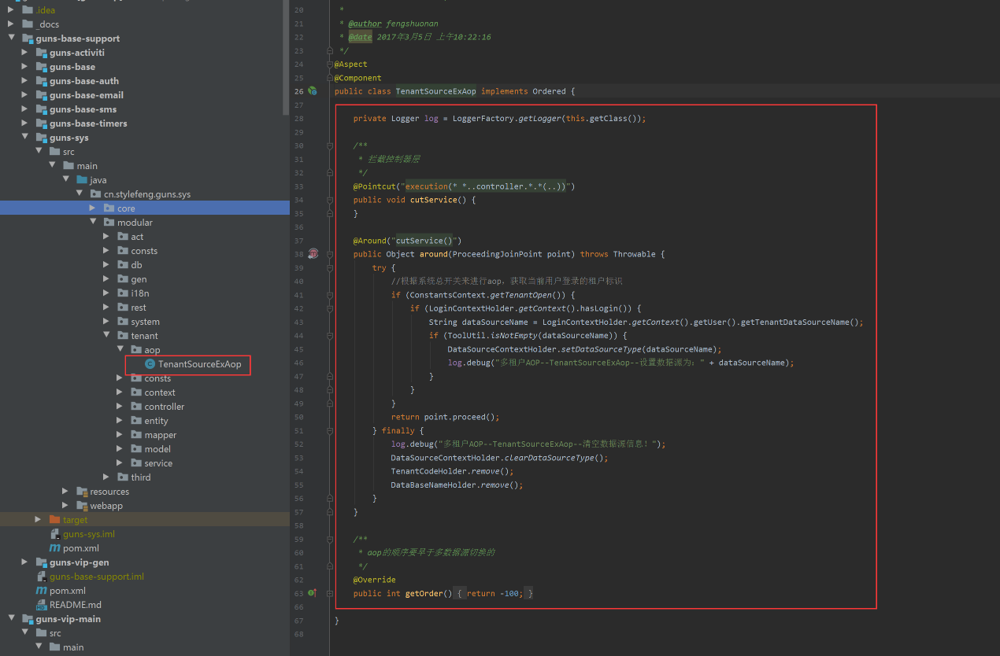 .idea
_docs
guns-base-support
guns-activiti
guns-base
guns-base-auth
guns-base-email
guns-base-sms
guns-base-timers
guns-sys
src
main
java
cn.stylefeng.guns.sys
core
modular
act
consts
db
gen
i18n
rest
system
tenant
aop
TenantSourceExAop
consts
context
controller
entity
mapper
model
service
third
resources
webapp
target
guns-sys.iml
pom.xml
guns-vip-gen
guns-base-support.iml
pom.xml
README.md
guns-vip-main
src
main
20 *
21 * @author fengshuonan
22 * @date 2017年3月5日 上午10:22:16
23 */
24 @Aspect
25 @Component
26 public class TenantSourceExAop implements Ordered {
27
28 private Logger log = LoggerFactory.getLogger(this.getClass());
29
30 /**
31 * 拦截控制器层
32 */
33 @Pointcut("execution(* *..controller.*.*(..))")
34 public void cutService() {
35 }
36
37 @Around("cutService()")
38 public Object around(ProceedingJoinPoint point) throws Throwable {
39 try {
40 //根据系统总开关来进行aop，获取当前用户登录的租户标识
41 if (ConstantsContext.getTenantOpen()) {
42 if (LoginContextHolder.getContext().hasLogin()) {
43 String dataSourceName = LoginContextHolder.getContext().getUser().getTenantDataSourceName();
44 if (ToolUtil.isNotEmpty(dataSourceName)) {
45 DataSourceContextHolder.setDataSourceType(dataSourceName);
46 log.debug("多租户AOP--TenantSourceExAop--设置数据源为：" + dataSourceName);
47 }
48 }
49 }
50 return point.proceed();
51 } finally {
52 log.debug("多租户AOP--TenantSourceExAop--清空数据源信息！");
53 DataSourceContextHolder.clearDataSourceType();
54 TenantCodeHolder.remove();
55 DataBaseNameHolder.remove();
56 }
57 }
58
59 /**
60 * aop的顺序要早于多数据源切换的
61 */
62 @Override
63 public int getOrder() { return -100; }
66
67 }
68